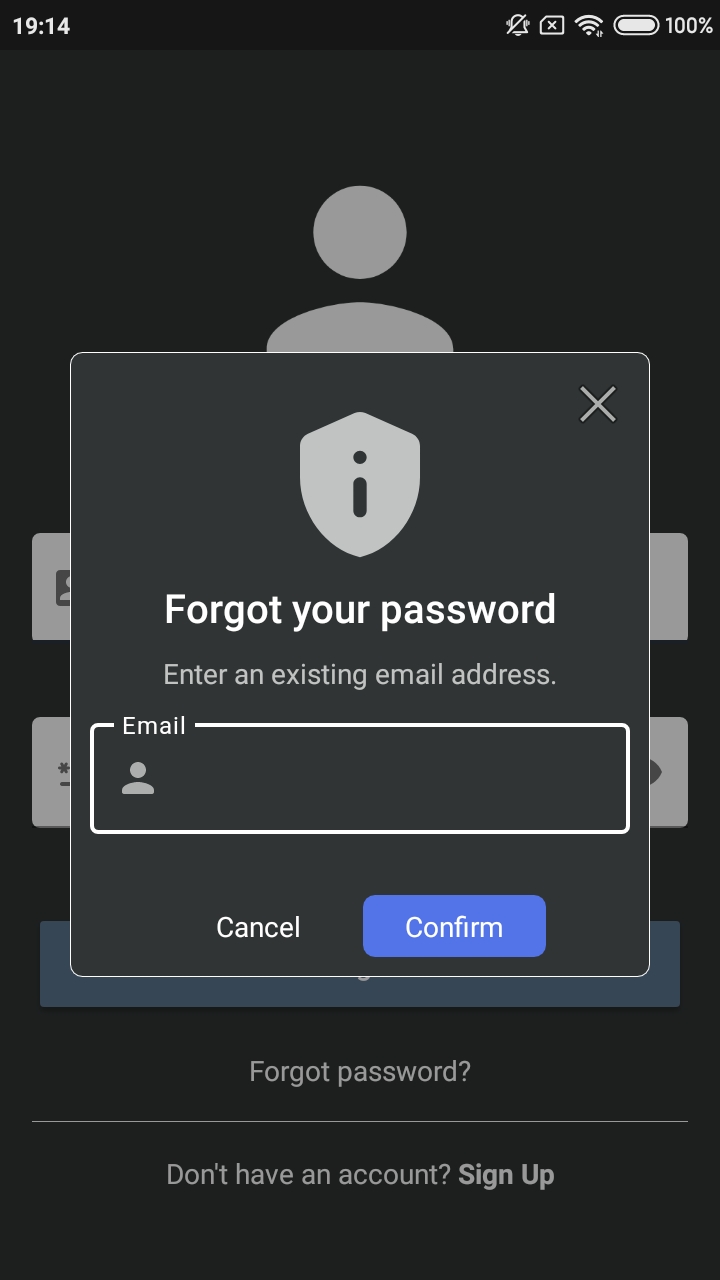 19:14
100%
Forgot your password
Enter an existing email address.
Email
Cancel
Confirm
Forgot password?
Don't have an account? Sign Up